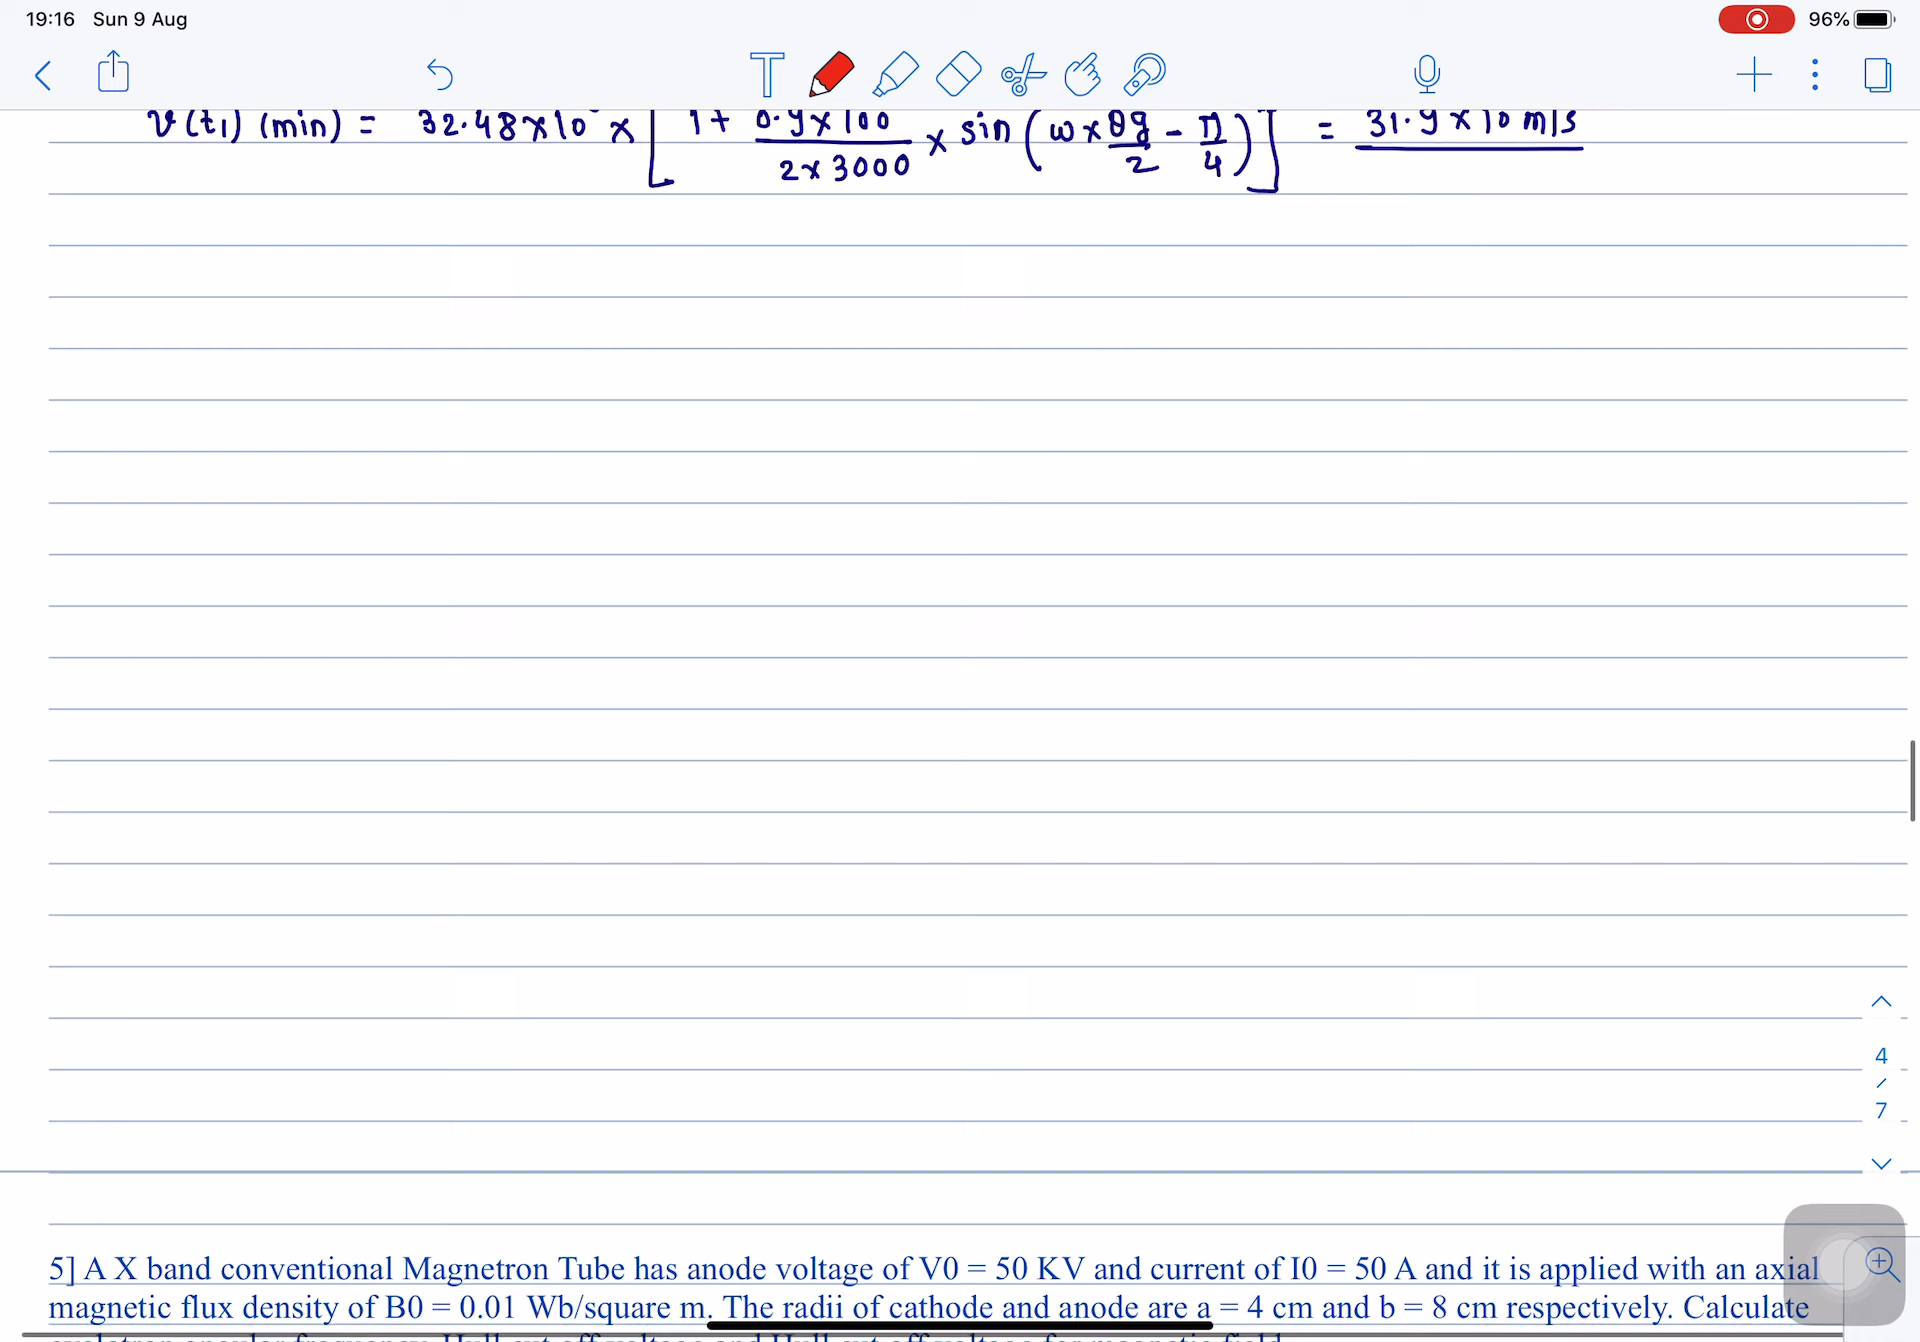 19:16 Sun 9 Aug 96%
v(t1) (min) = 32.48×10 × [ 1 + 0.9×100 / 2×3000 × sin ( ω × θg / 2 - π / 4 ) ] = 31.9 × 10 m/s
4
/
7
5] A X band conventional Magnetron Tube has anode voltage of V0 = 50 KV and current of I0 = 50 A and it is applied with an axial
magnetic flux density of B0 = 0.01 Wb/square m. The radii of cathode and anode are a = 4 cm and b = 8 cm respectively. Calculate